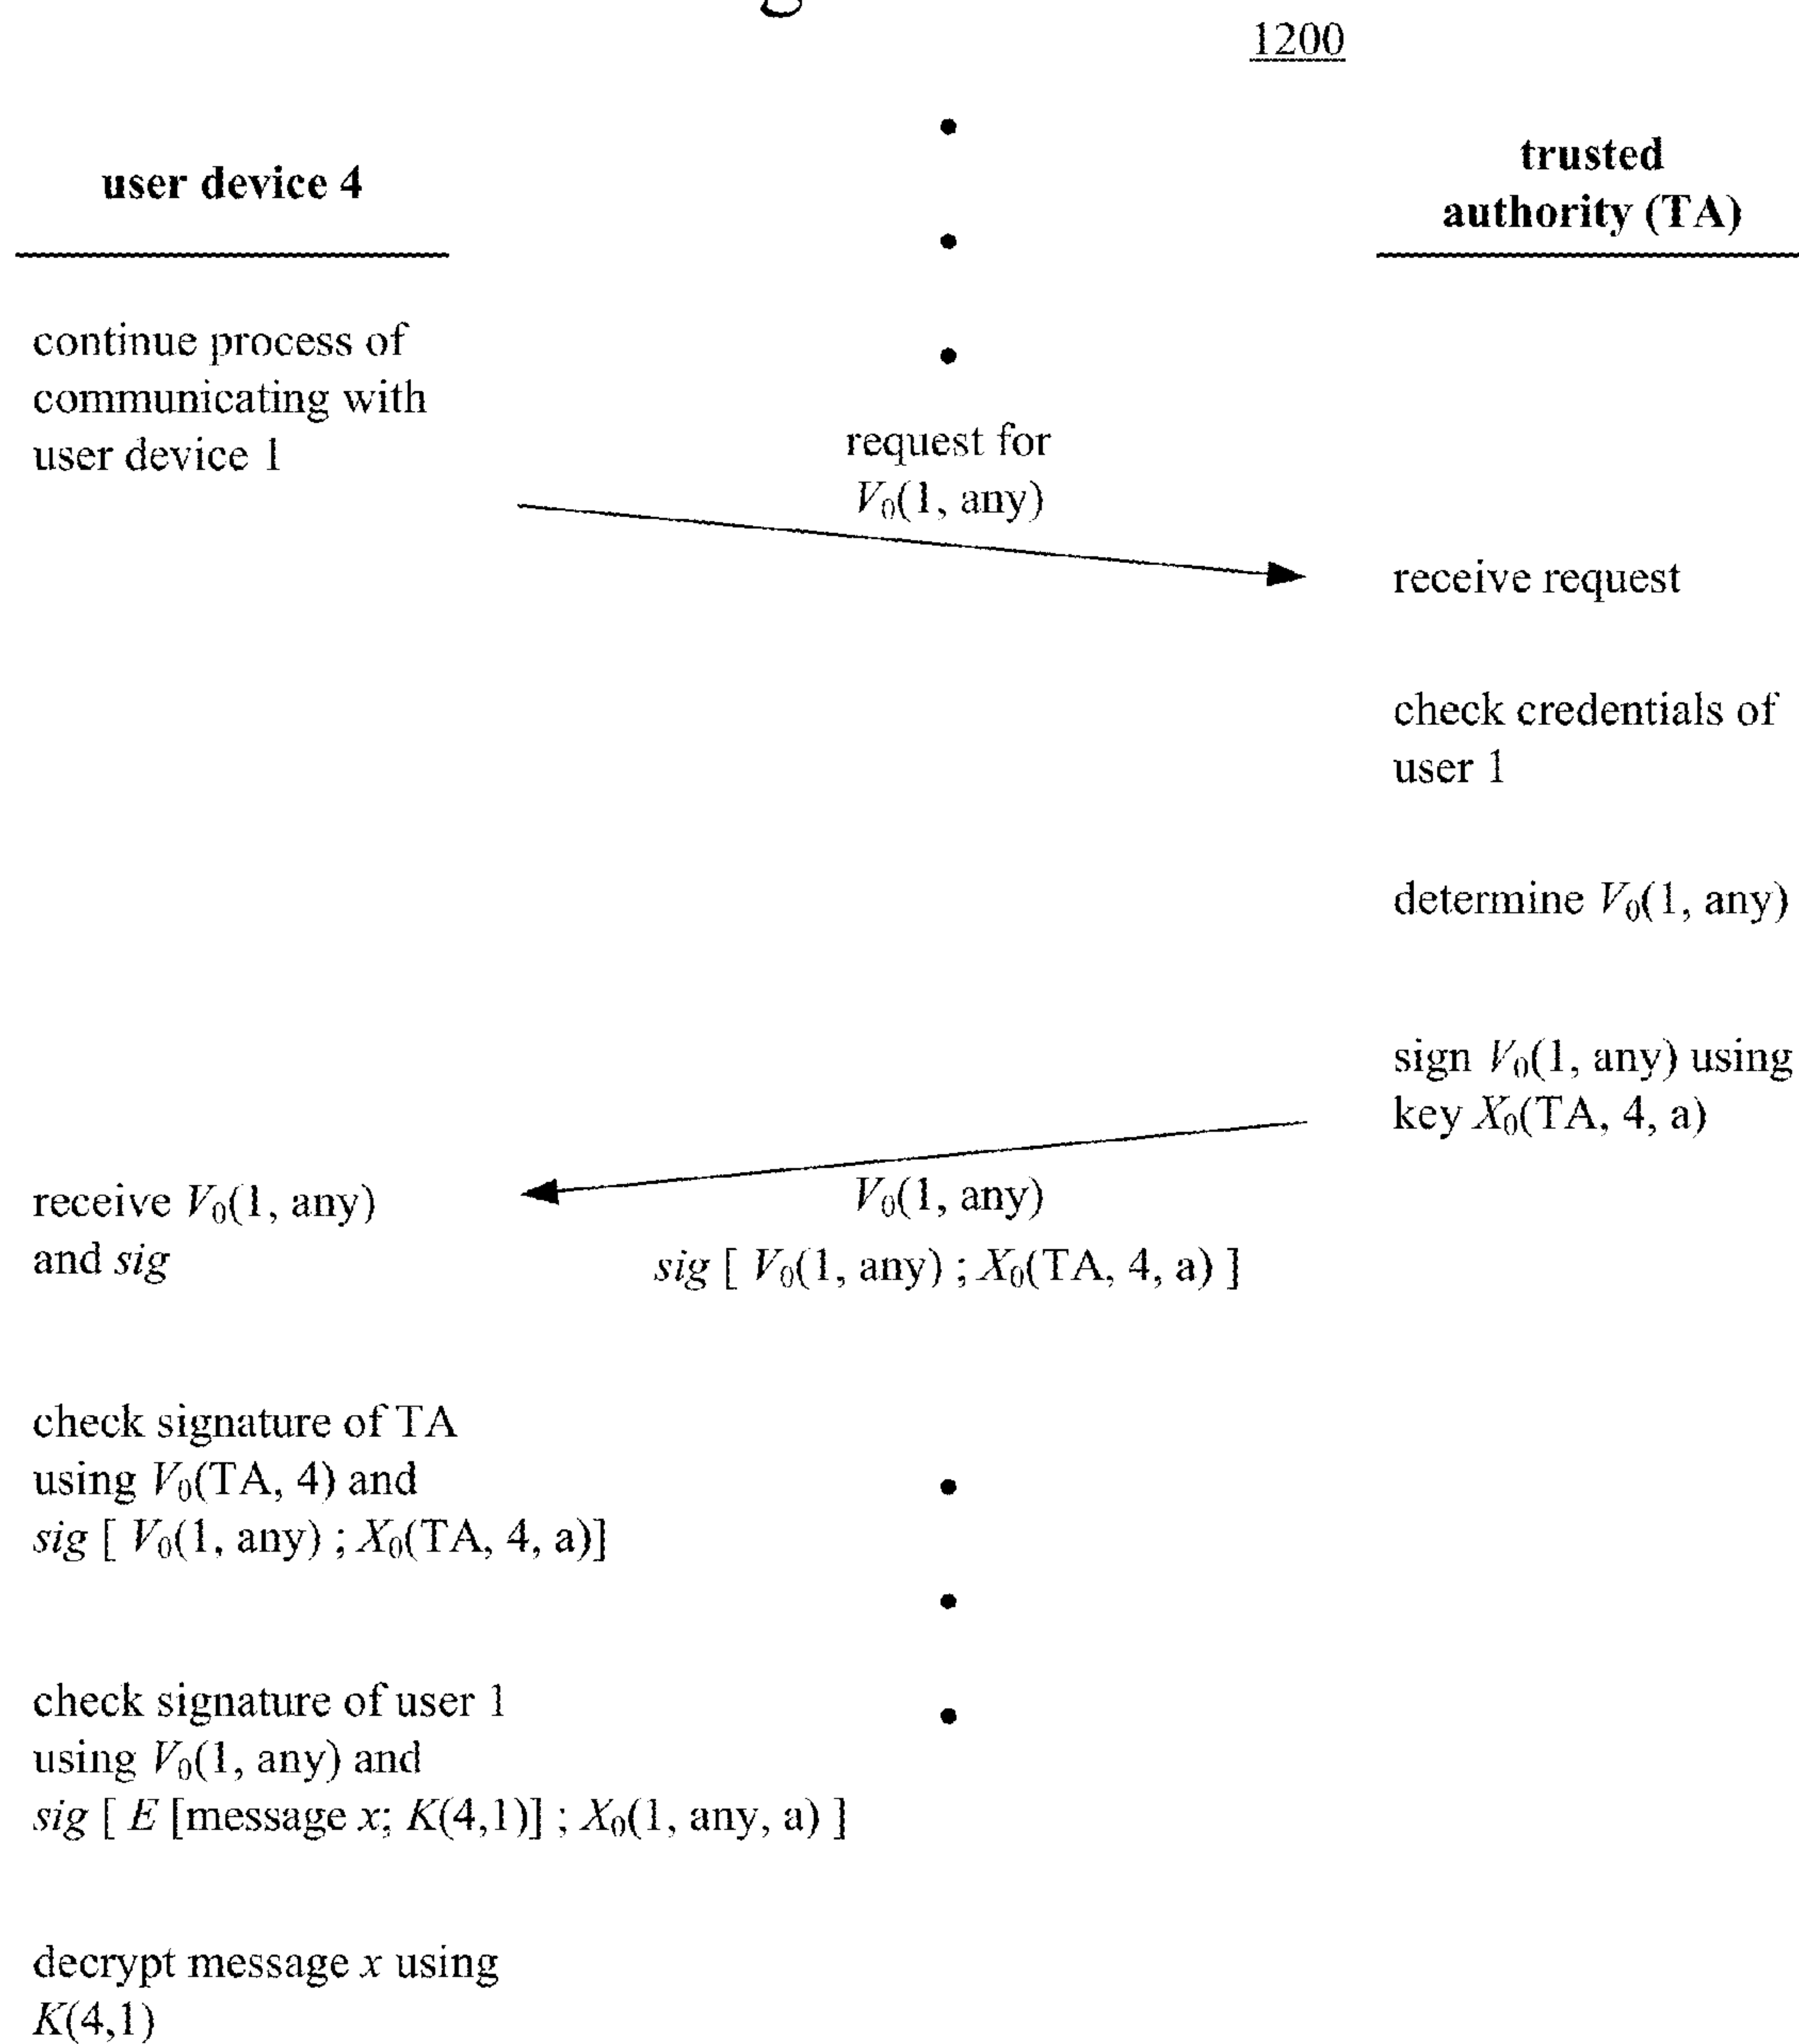 1200
user device 4
trusted
authority (TA)
continue process of
communicating with
user device 1
request for
V₀(1, any)
receive request
check credentials of
user 1
determine V₀(1, any)
sign V₀(1, any) using
key X₀(TA, 4, a)
receive V₀(1, any)
and sig
V₀(1, any)
sig [ V₀(1, any) ; X₀(TA, 4, a) ]
check signature of TA
using V₀(TA, 4) and
sig [ V₀(1, any) ; X₀(TA, 4, a)]
check signature of user 1
using V₀(1, any) and
sig [ E [message x; K(4,1)] ; X₀(1, any, a) ]
decrypt message x using
K(4,1)